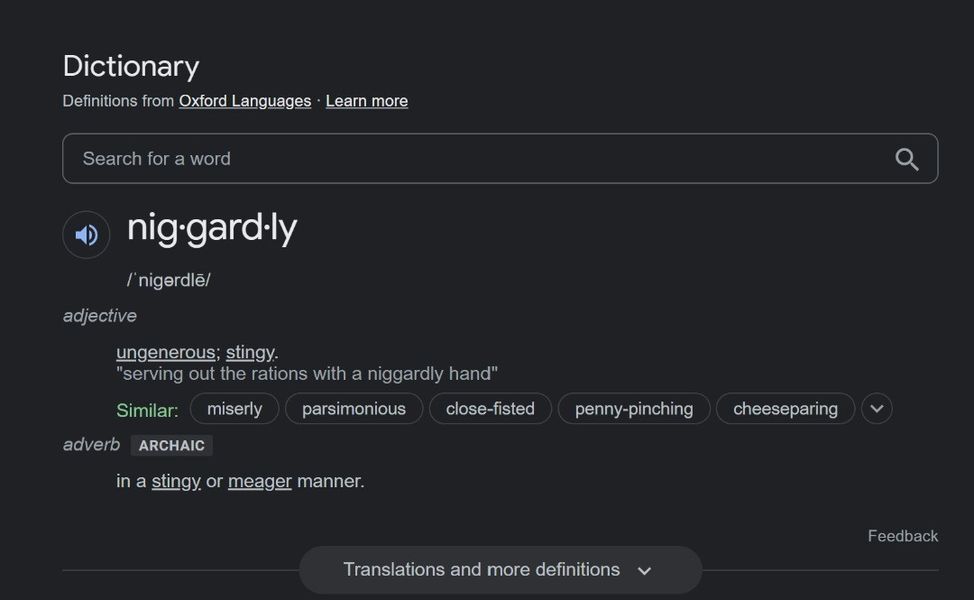 Dictionary
Definitions from Oxford Languages · Learn more
Search for a word
nig·gard·ly
/ˈnigərdlē/
adjective
ungenerous; stingy.
"serving out the rations with a niggardly hand"
Similar: miserly parsimonious close-fisted penny-pinching cheeseparing
adverb ARCHAIC
in a stingy or meager manner.
Feedback
Translations and more definitions